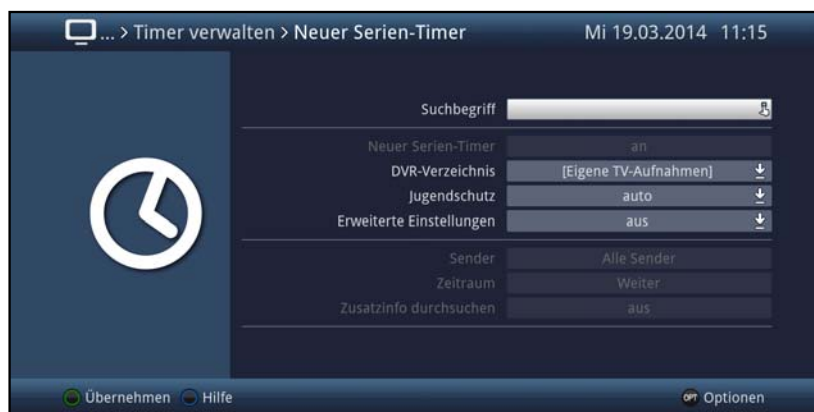 ... > Timer verwalten > Neuer Serien-Timer Mi 19.03.2014 11:15
Suchbegriff
Neuer Serien-Timer an
DVR-Verzeichnis [Eigene TV-Aufnahmen]
Jugendschutz auto
Erweiterte Einstellungen aus
Sender Alle Sender
Zeitraum Weiter
Zusatzinfo durchsuchen aus
Übernehmen Hilfe OPT Optionen